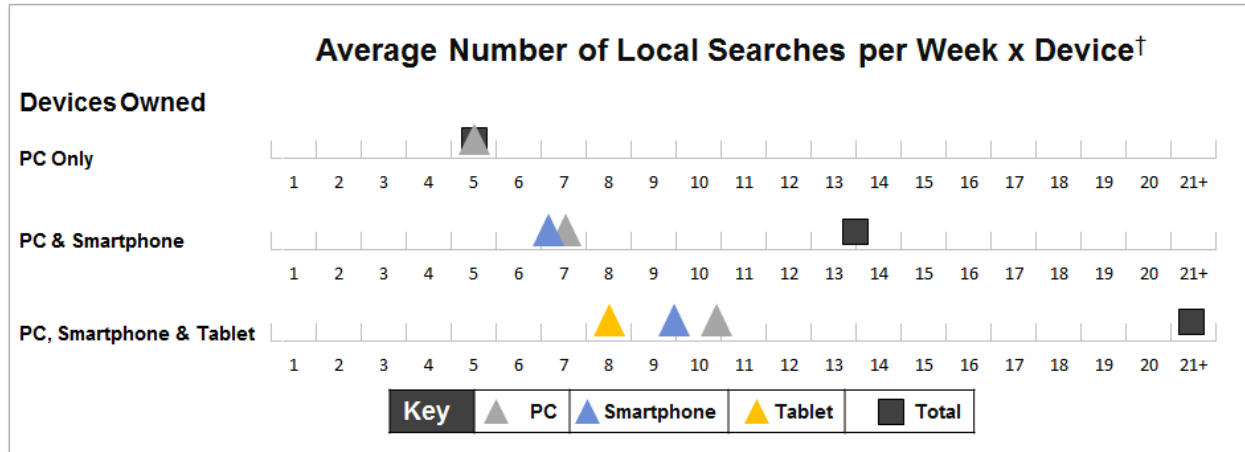 Average Number of Local Searches per Week x Device†
Devices Owned
PC Only
1 2 3 4 5 6 7 8 9 10 11 12 13 14 15 16 17 18 19 20 21+
PC & Smartphone
1 2 3 4 5 6 7 8 9 10 11 12 13 14 15 16 17 18 19 20 21+
PC, Smartphone & Tablet
1 2 3 4 5 6 7 8 9 10 11 12 13 14 15 16 17 18 19 20 21+
Key PC Smartphone Tablet Total